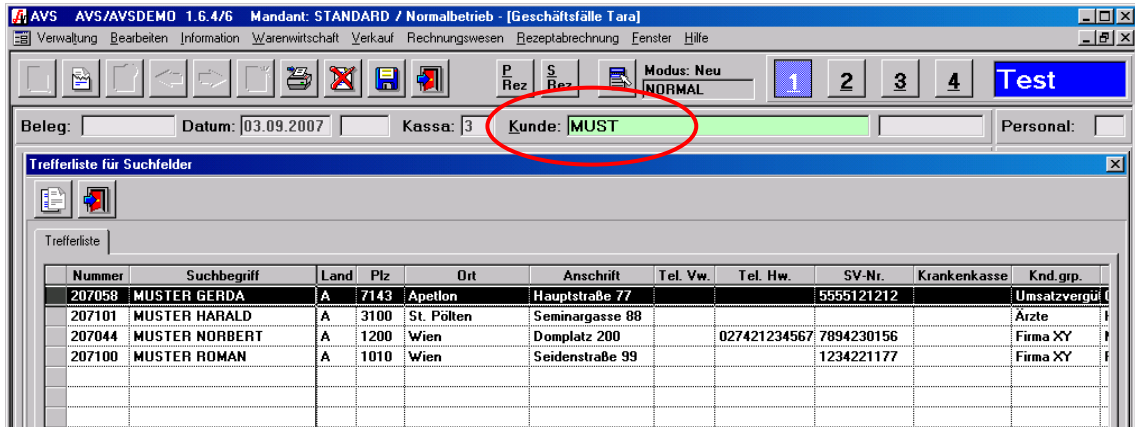 AVS AVS/AVSDEMO 1.6.4/6 Mandant: STANDARD / Normalbetrieb - [Geschäftsfälle Tara]
Verwaltung Bearbeiten Information Warenwirtschaft Verkauf Rechnungswesen Rezeptabrechnung Fenster Hilfe
P Rez S Rez Modus: Neu NORMAL 1 2 3 4 Test
Beleg: Datum: 03.09.2007 Kassa: 3 Kunde: MUST Personal:
Trefferliste für Suchfelder
Trefferliste
Nummer Suchbegriff Land Plz Ort Anschrift Tel. Vw. Tel. Hw. SV-Nr. Krankenkasse Knd.grp.
207058 MUSTER GERDA A 7143 Apetlon Hauptstraße 77 5555121212 Umsatzvergü
207101 MUSTER HARALD A 3100 St. Pölten Seminargasse 88 Ärzte
207044 MUSTER NORBERT A 1200 Wien Domplatz 200 027421234567 7894230156 Firma XY
207100 MUSTER ROMAN A 1010 Wien Seidenstraße 99 1234221177 Firma XY